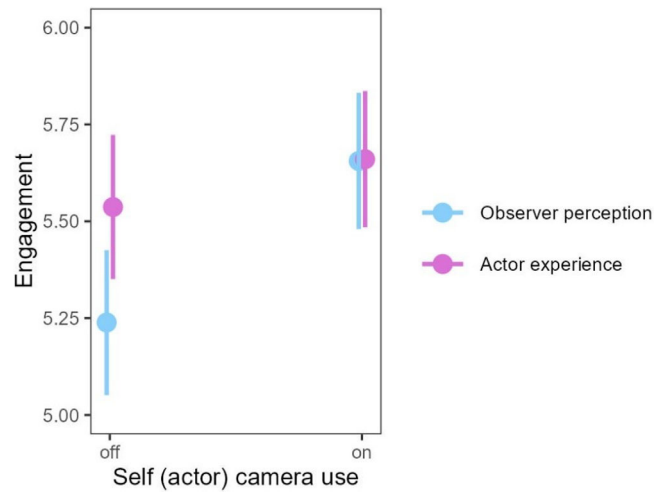 6.00
5.75
5.50
5.25
5.00
Engagement
off
on
Self (actor) camera use
Observer perception
Actor experience